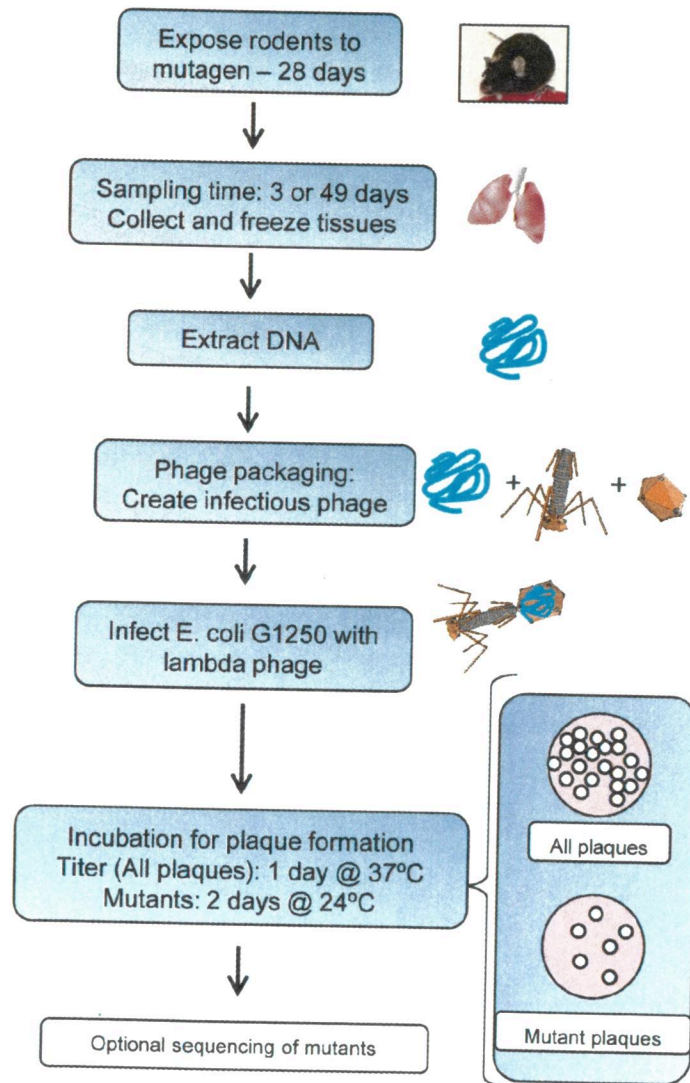 Expose rodents to
mutagen – 28 days
Sampling time: 3 or 49 days
Collect and freeze tissues
Extract DNA
Phage packaging:
Create infectious phage
+
+
Infect E. coli G1250 with
lambda phage
Incubation for plaque formation
Titer (All plaques): 1 day @ 37ºC
Mutants: 2 days @ 24ºC
All plaques
Mutant plaques
Optional sequencing of mutants